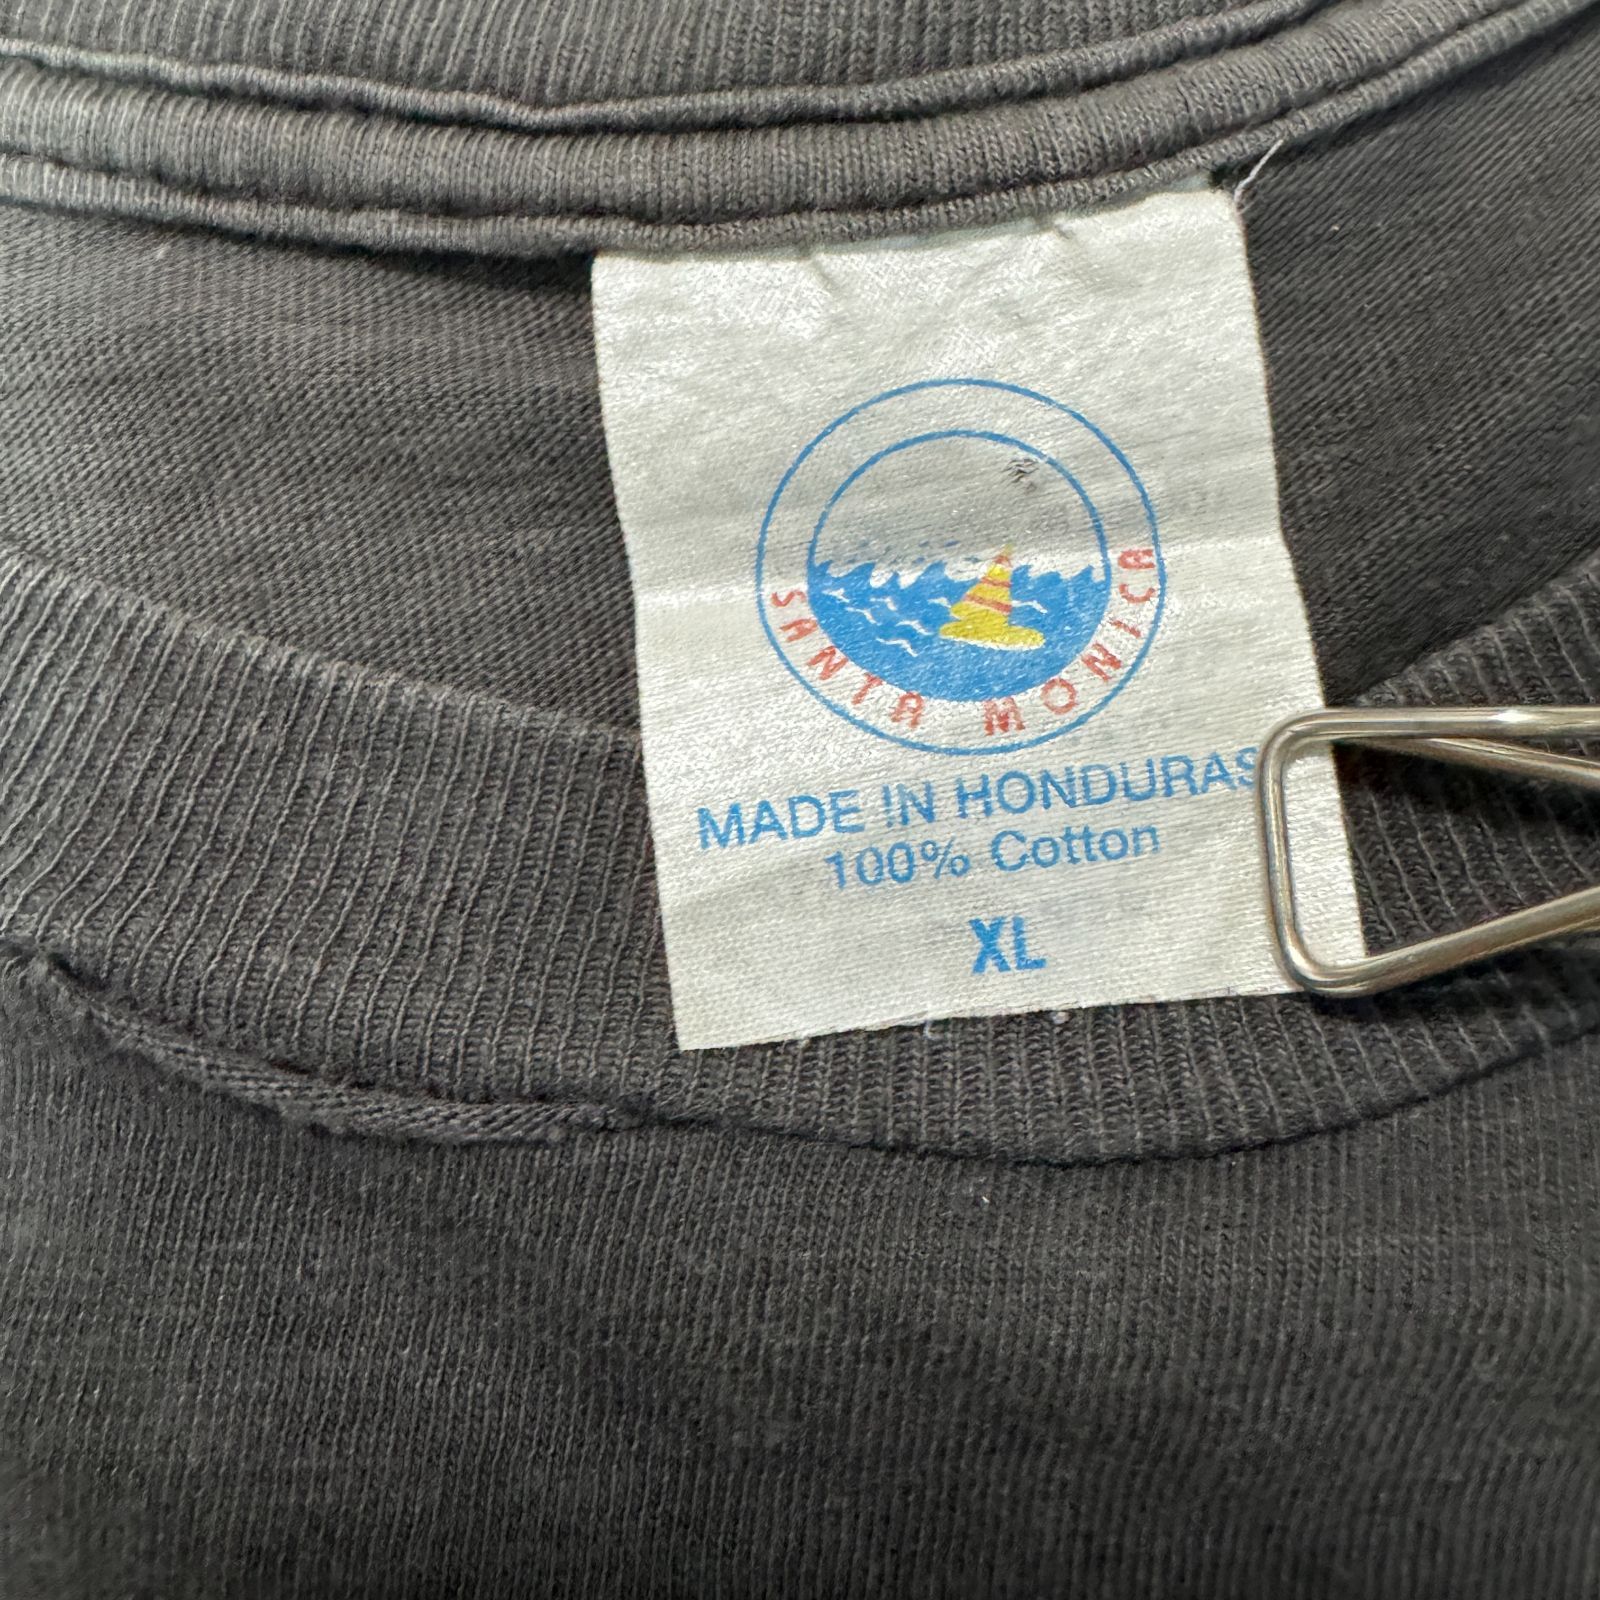 SANTA MONICA
MADE IN HONDURAS
100% Cotton
XL